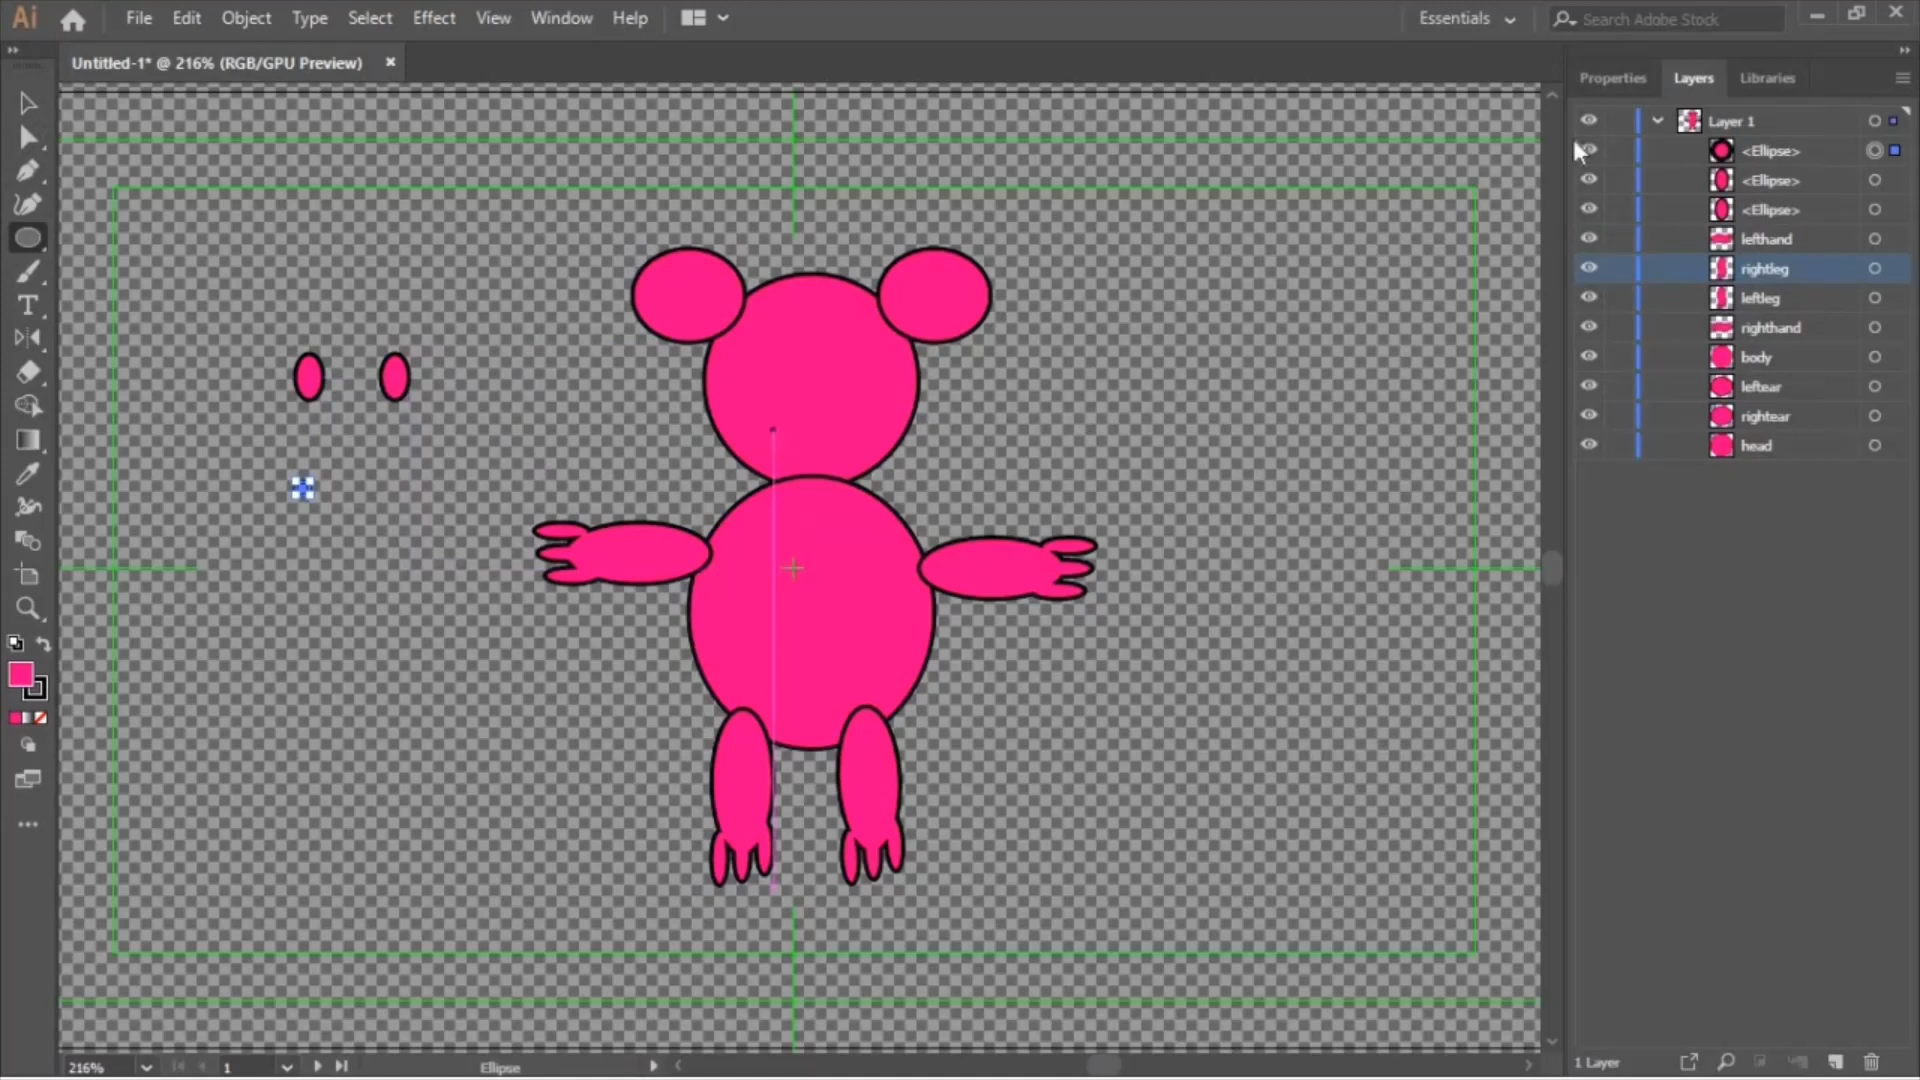 Ai File Edit Object Type Select Effect View Window Help Essentials Search Adobe Stock
Untitled-1* @ 216% (RGB/GPU Preview)
Properties Layers Libraries
Layer 1
<Ellipse>
<Ellipse>
<Ellipse>
lefthand
rightleg
leftleg
righthand
body
leftear
rightear
head
216% 1 Ellipse
1 Layer